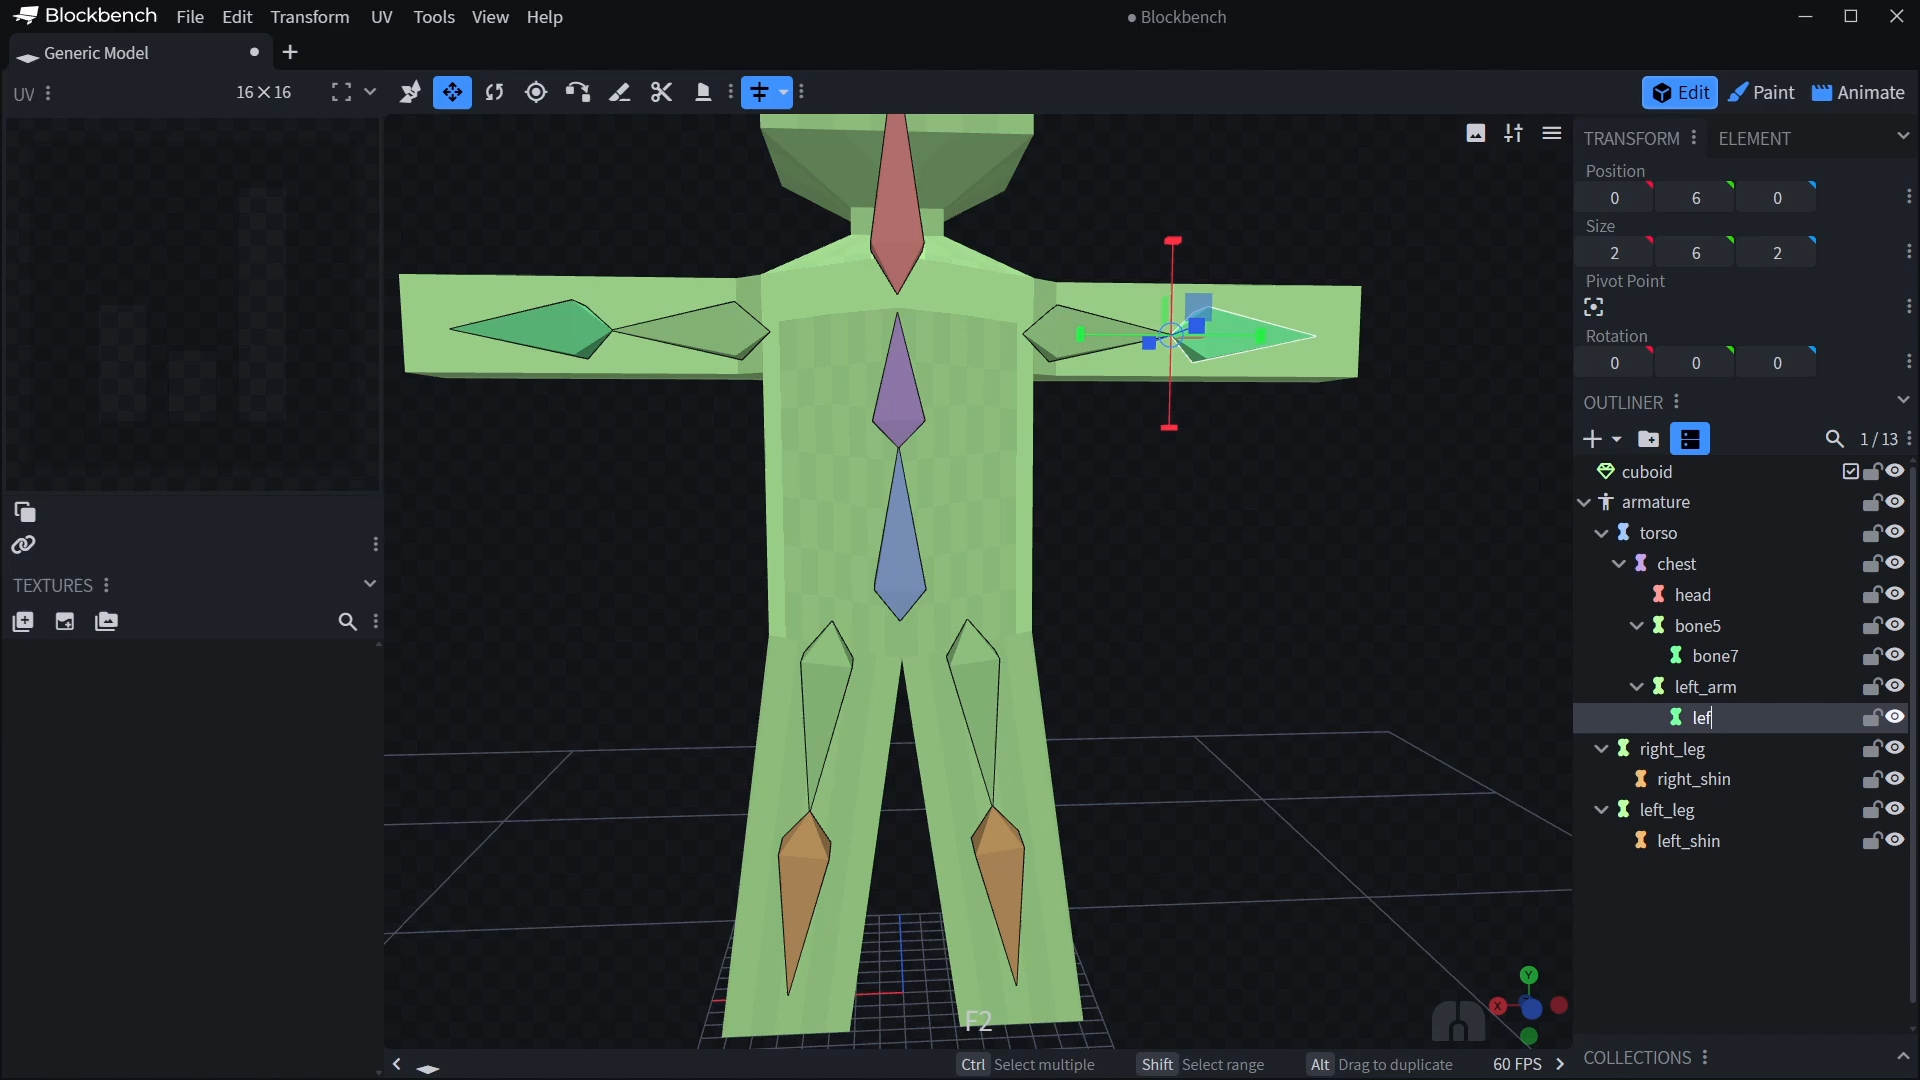 Blockbench File Edit Transform UV Tools View Help
Blockbench
Generic Model
UV 16×16
Edit Paint Animate
TRANSFORM ELEMENT
Position
0 6 0
Size
2 6 2
Pivot Point
Rotation
0 0 0
OUTLINER
1 / 13
cuboid
armature
torso
chest
head
bone5
bone7
left_arm
lef
right_leg
right_shin
left_leg
left_shin
TEXTURES
F2
Y
X
Ctrl Select multiple Shift Select range Alt Drag to duplicate 60 FPS
COLLECTIONS